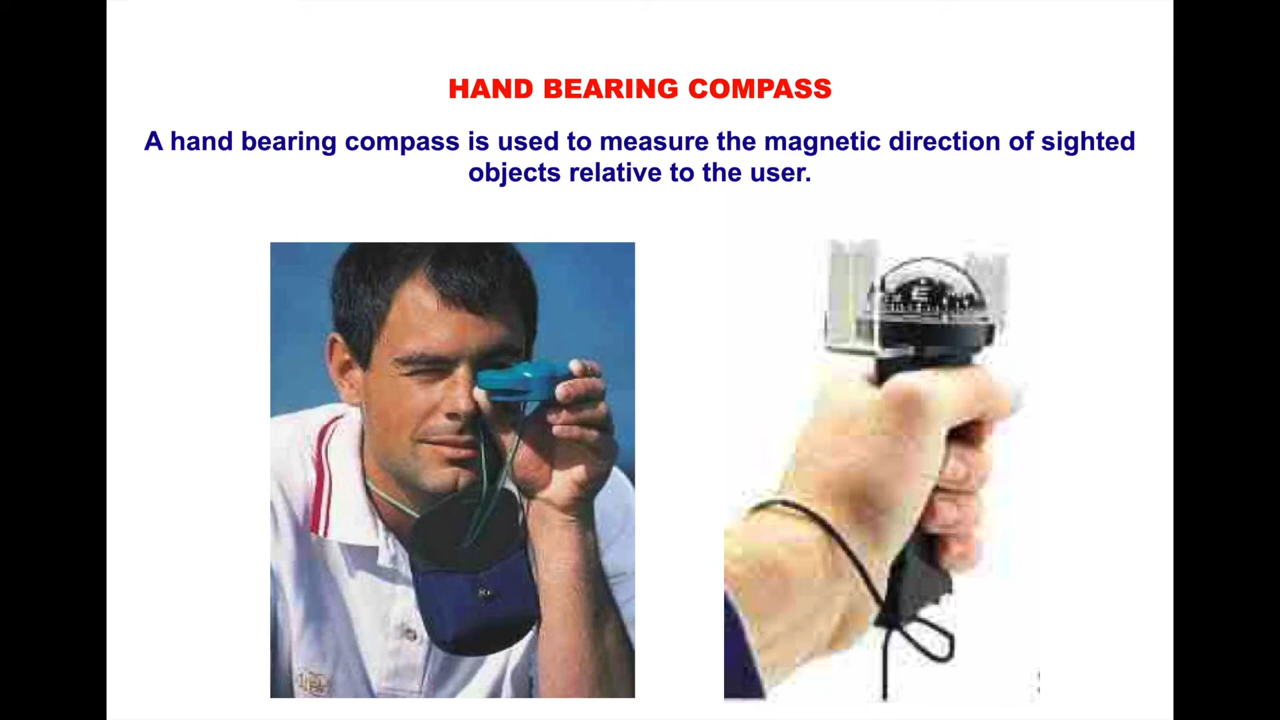 HAND BEARING COMPASS
A hand bearing compass is used to measure the magnetic direction of sighted
objects relative to the user.